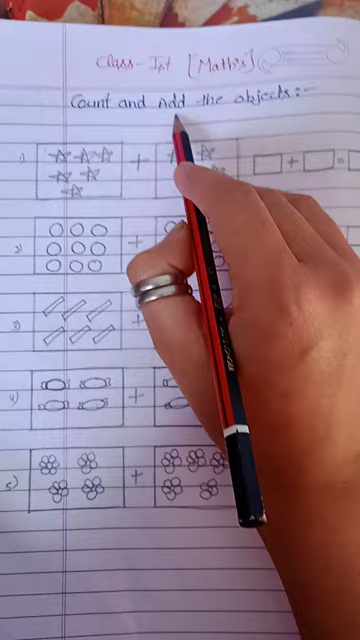 Class- Ist [Maths]
Count and Add the objects:-
1) + + =
2) +
3) +
4) +
5) +